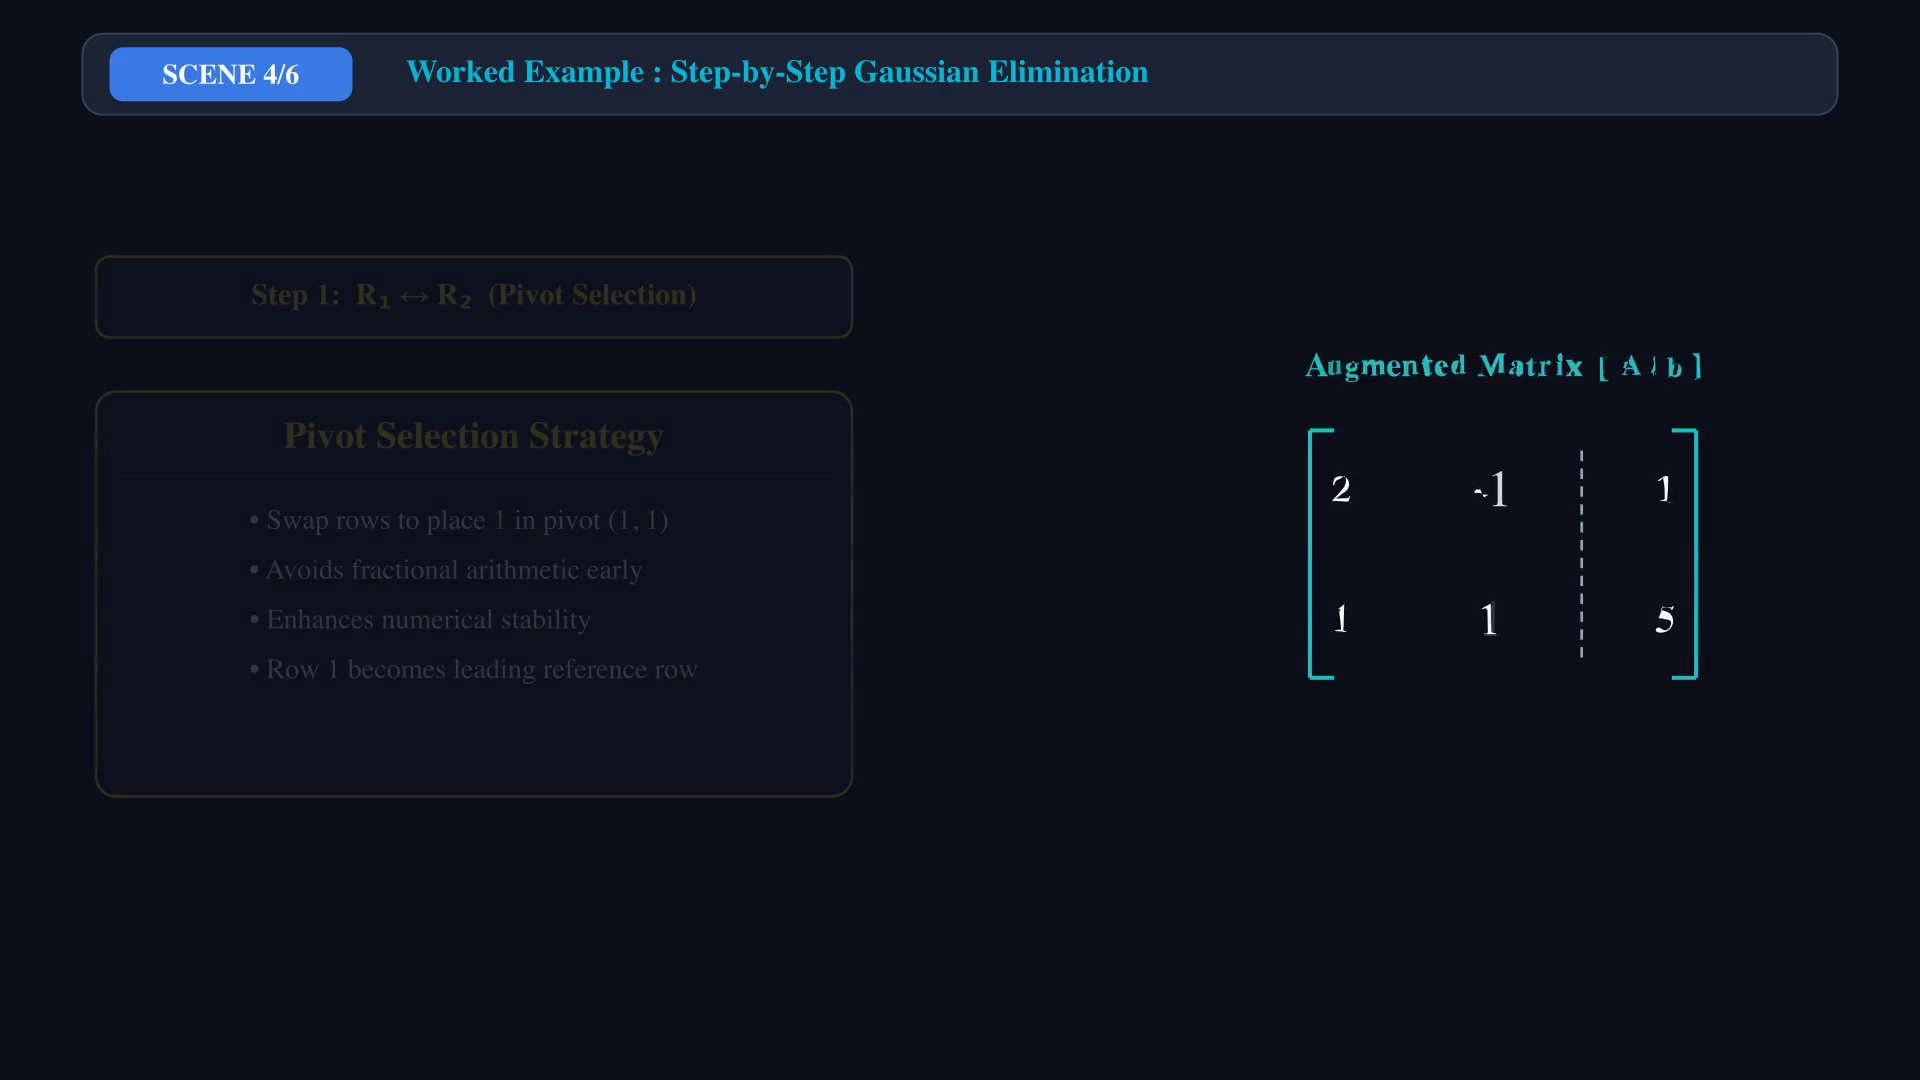 SCENE 4/6
Worked Example : Step-by-Step Gaussian Elimination
Step 1: R₁ ↔ R₂ (Pivot Selection)
Pivot Selection Strategy
• Swap rows to place 1 in pivot (1, 1)
• Avoids fractional arithmetic early
• Enhances numerical stability
• Row 1 becomes leading reference row
Augmented Matrix [ A | b ]
2 -1 1
1 1 5